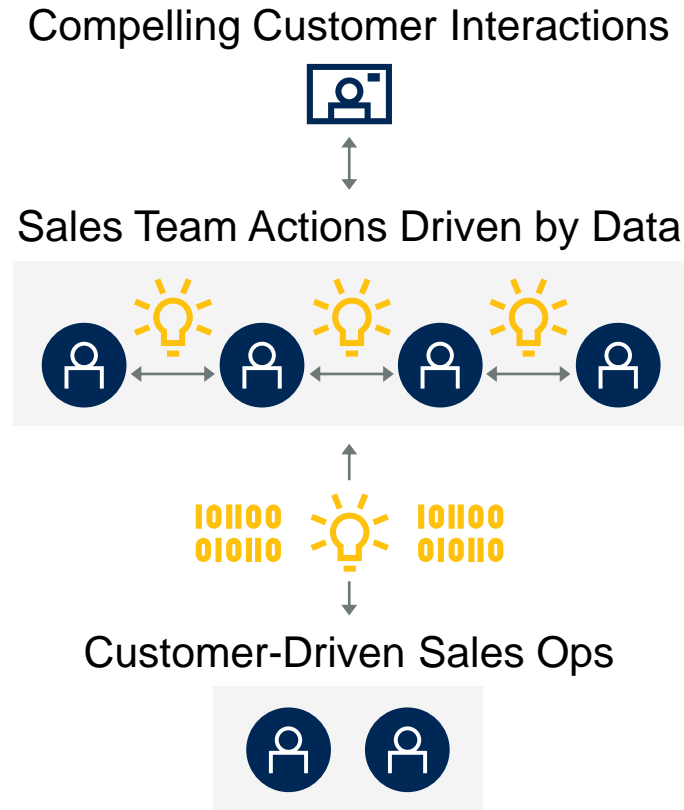 Compelling Customer Interactions
Sales Team Actions Driven by Data
101100 101100
010110 010110
Customer-Driven Sales Ops